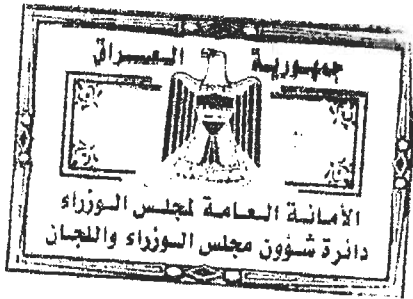 جمهورية العراق
الأمانة العامة لمجلس الوزراء
دائرة شؤون مجلس الوزراء واللجان